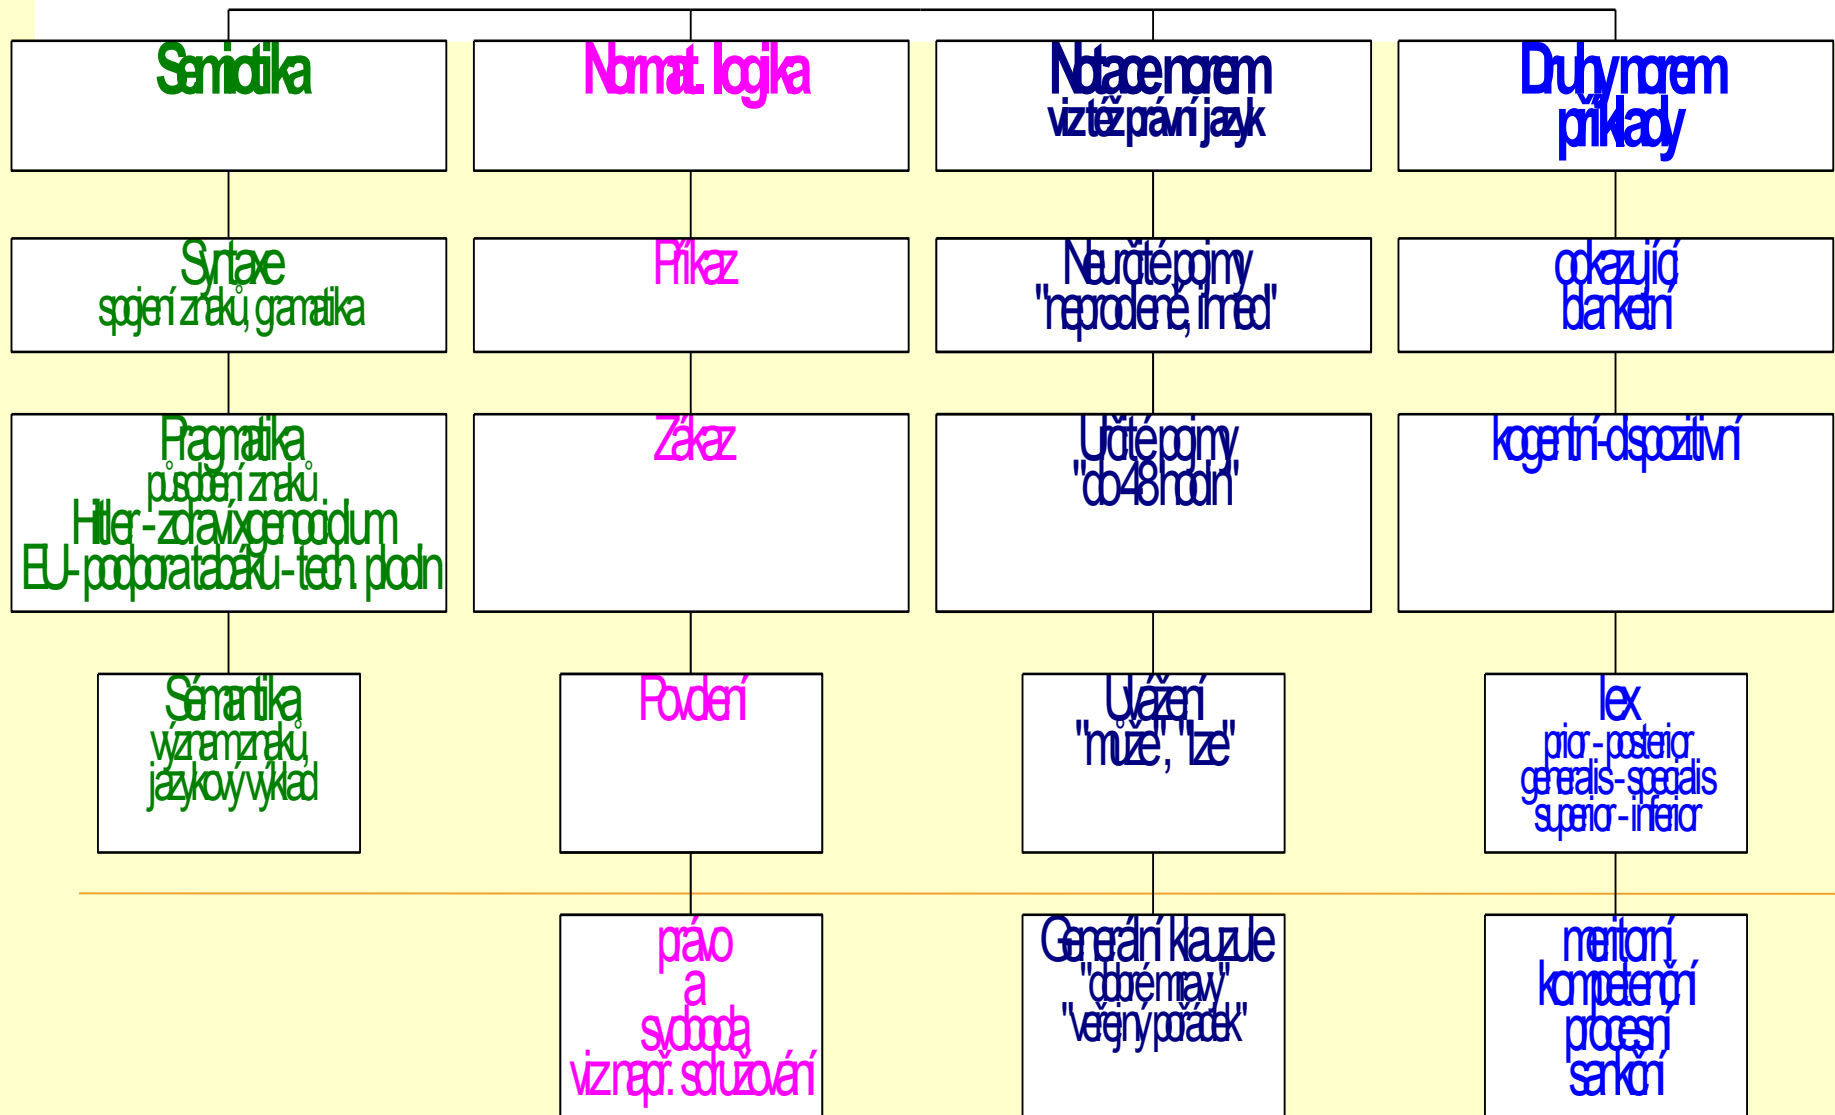 Semiotika
Normat. logika
Notace norem
viz též právní jazyk
Druhy norem
příklady
Syntaxe
spojení znaků, gramatika
Příkaz
Neurčité pojmy
"neprodleně, ihned"
odkazující
blanketní
Pragmatika
působení znaků
Hitler - zdraví x genocidium
EU - podpora tabáku - tech. plodin
Zákaz
Určité pojmy
"do 48 hodin"
kogentní-dispozitivní
Sémantika
význam znaků,
jazykový výklad
Povolení
Uvážení
"může", "lze"
lex
prior - posterior
generalis - specialis
superior - inferior
právo
a
svoboda,
viz např. sdružování
Generální klauzule
"dobré mravy"
"veřejný pořádek"
meritorní
kompetenční
procesní
sankční